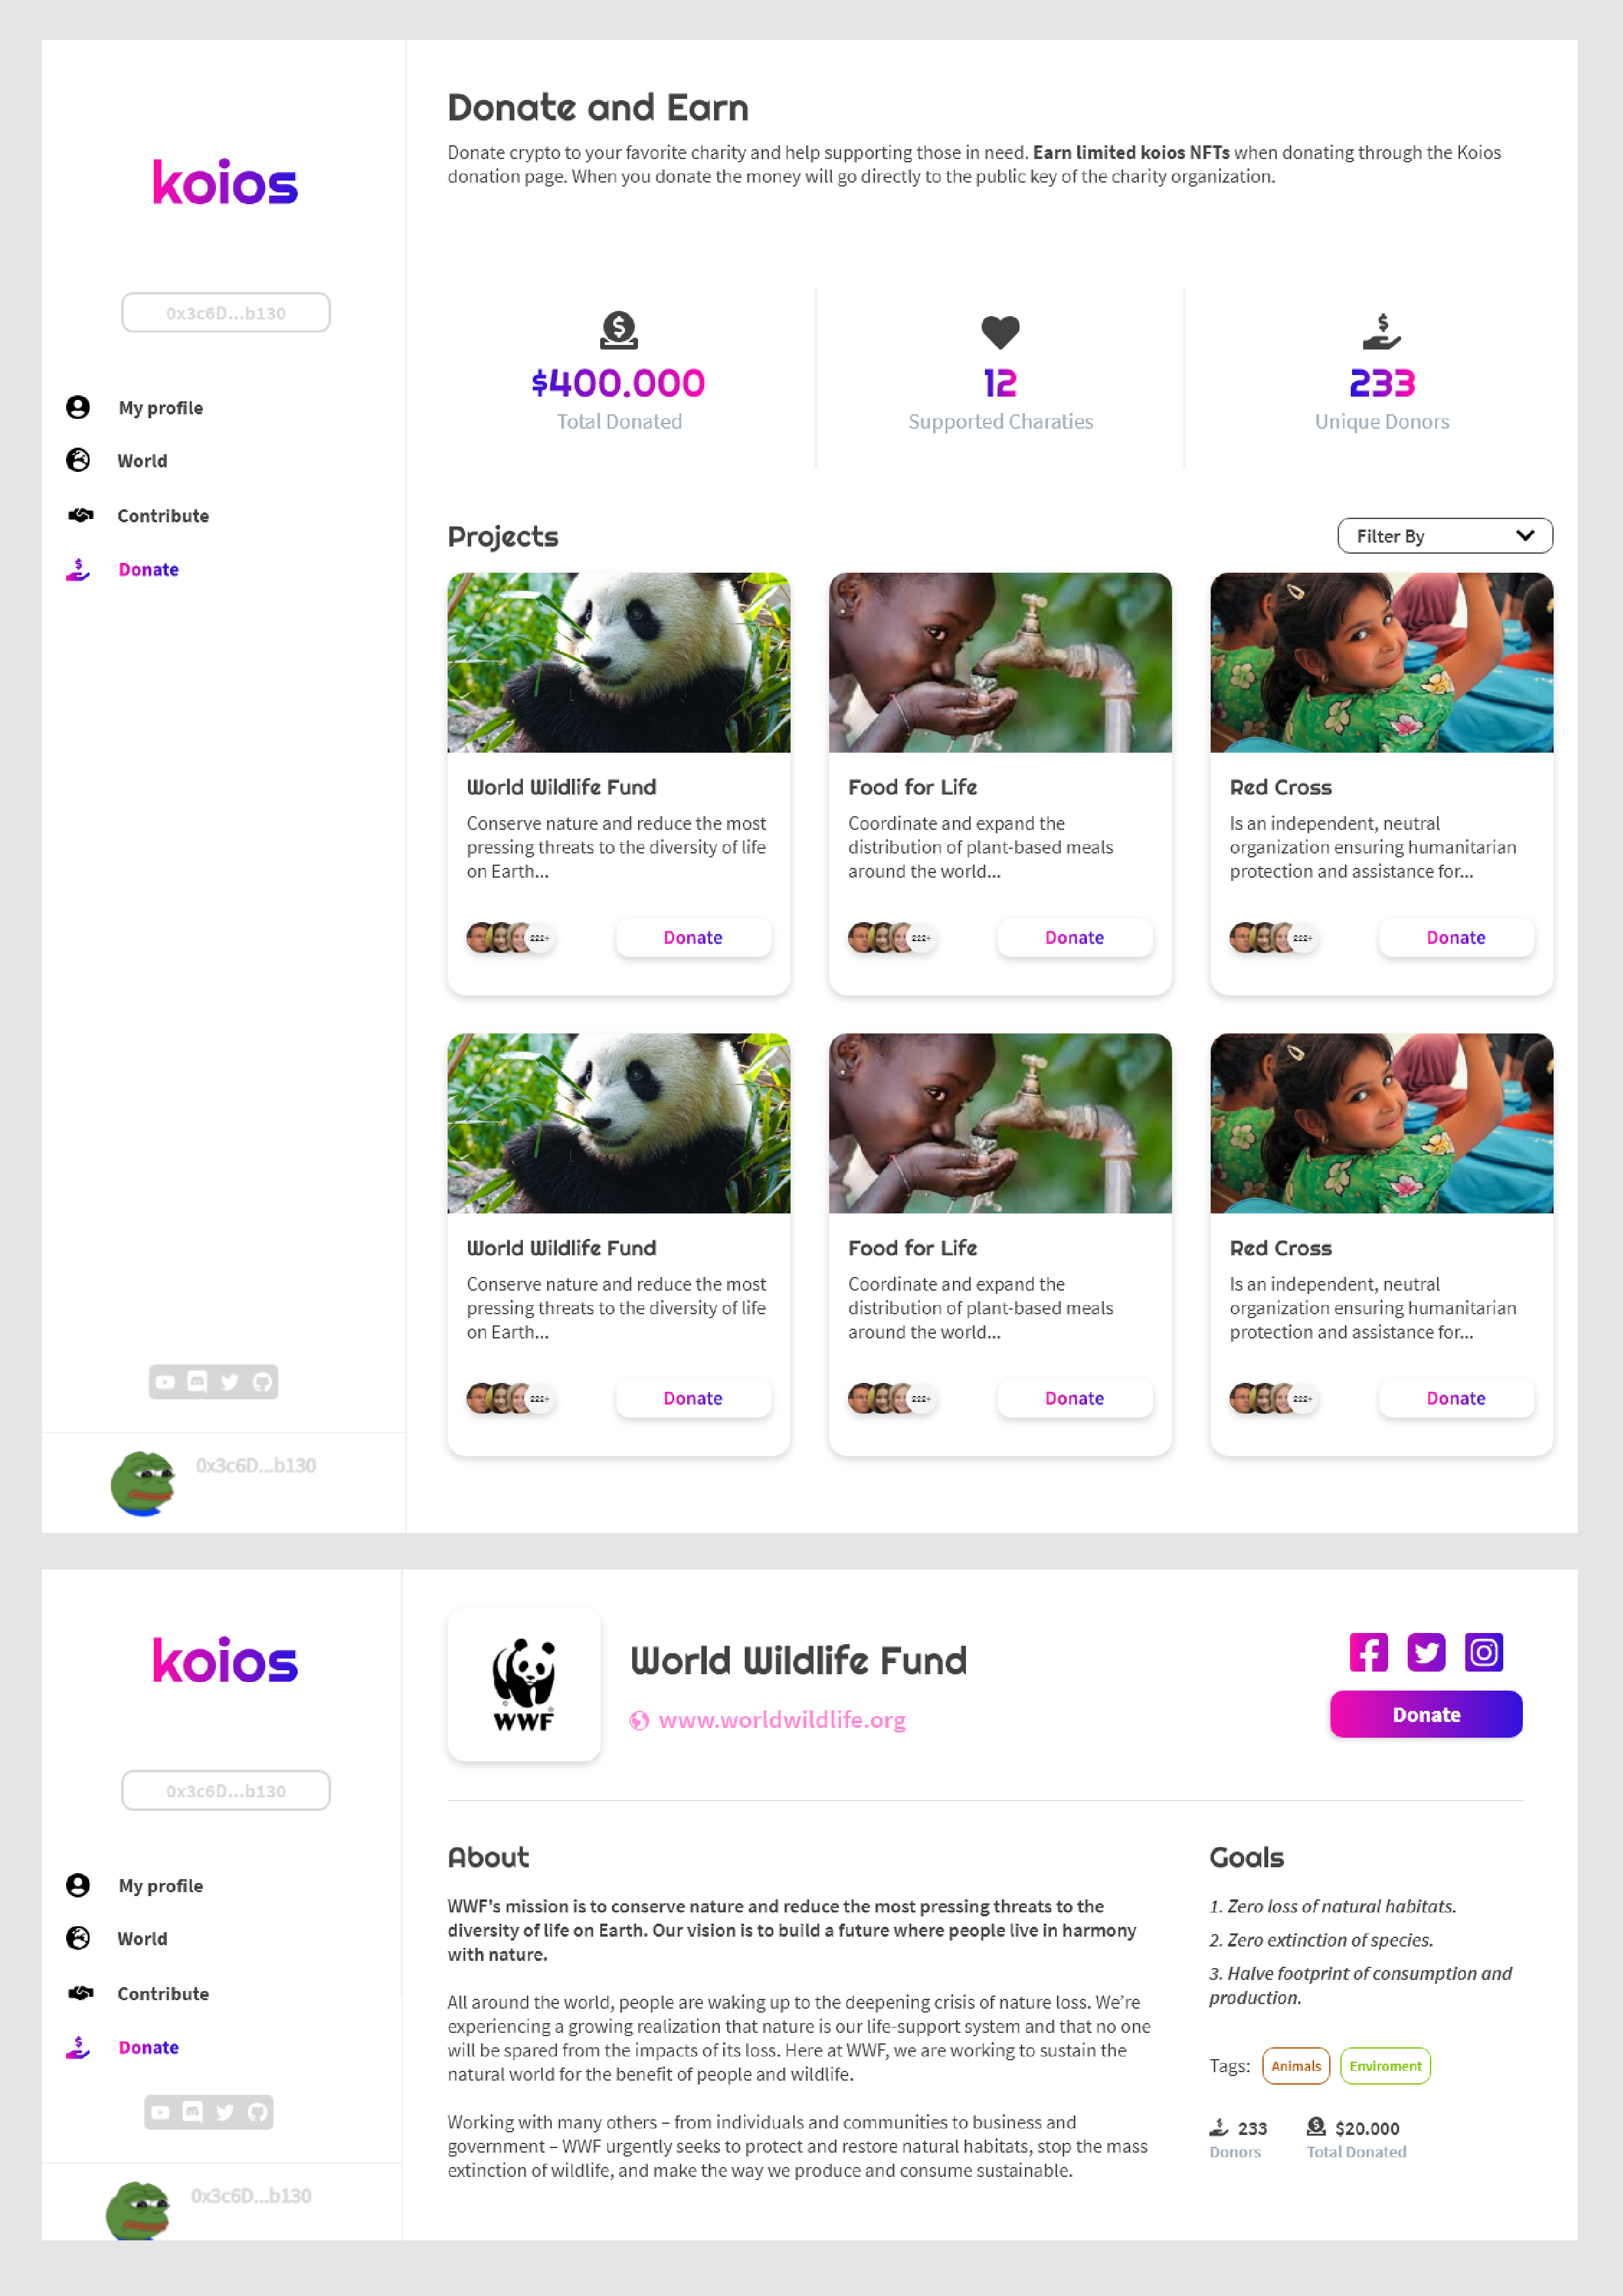 koios
0x3c6D...b130
My profile
World
Contribute
Donate
0x3c6D...b130
Donate and Earn
Donate crypto to your favorite charity and help supporting those in need. Earn limited koios NFTs when donating through the Koios
donation page. When you donate the money will go directly to the public key of the charity organization.
$400.000
Total Donated
12
Supported Charaties
233
Unique Donors
Projects
Filter By
World Wildlife Fund
Conserve nature and reduce the most
pressing threats to the diversity of life
on Earth...
222+
Donate
Food for Life
Coordinate and expand the
distribution of plant-based meals
around the world...
222+
Donate
Red Cross
Is an independent, neutral
organization ensuring humanitarian
protection and assistance for...
222+
Donate
World Wildlife Fund
Conserve nature and reduce the most
pressing threats to the diversity of life
on Earth...
222+
Donate
Food for Life
Coordinate and expand the
distribution of plant-based meals
around the world...
222+
Donate
Red Cross
Is an independent, neutral
organization ensuring humanitarian
protection and assistance for...
222+
Donate
koios
0x3c6D...b130
My profile
World
Contribute
Donate
0x3c6D...b130
WWF
World Wildlife Fund
www.worldwildlife.org
Donate
About
WWF's mission is to conserve nature and reduce the most pressing threats to the
diversity of life on Earth. Our vision is to build a future where people live in harmony
with nature.
All around the world, people are waking up to the deepening crisis of nature loss. We’re
experiencing a growing realization that nature is our life-support system and that no one
will be spared from the impacts of its loss. Here at WWF, we are working to sustain the
natural world for the benefit of people and wildlife.
Working with many others – from individuals and communities to business and
government – WWF urgently seeks to protect and restore natural habitats, stop the mass
extinction of wildlife, and make the way we produce and consume sustainable.
Goals
1. Zero loss of natural habitats.
2. Zero extinction of species.
3. Halve footprint of consumption and
production.
Tags: Animals Enviroment
233
Donors
$20.000
Total Donated